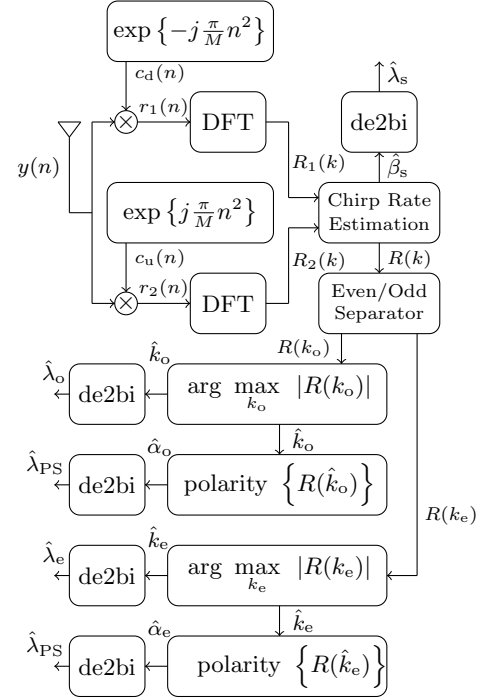 exp {−j π/M n²}
c_d(n)
λ̂_s
r_1(n)
× DFT
de2bi
y(n)
R_1(k)
β̂_s
exp {j π/M n²}
Chirp Rate
Estimation
c_u(n)
R_2(k)
R(k)
r_2(n)
× DFT
Even/Odd
Separator
R(k_o)
λ̂_o de2bi k̂_o arg max |R(k_o)|
k_o
k̂_o
λ̂_PS de2bi α̂_o polarity {R(k̂_o)}
R(k_e)
λ̂_e de2bi k̂_e arg max |R(k_e)|
k_e
k̂_e
λ̂_PS de2bi α̂_e polarity {R(k̂_e)}